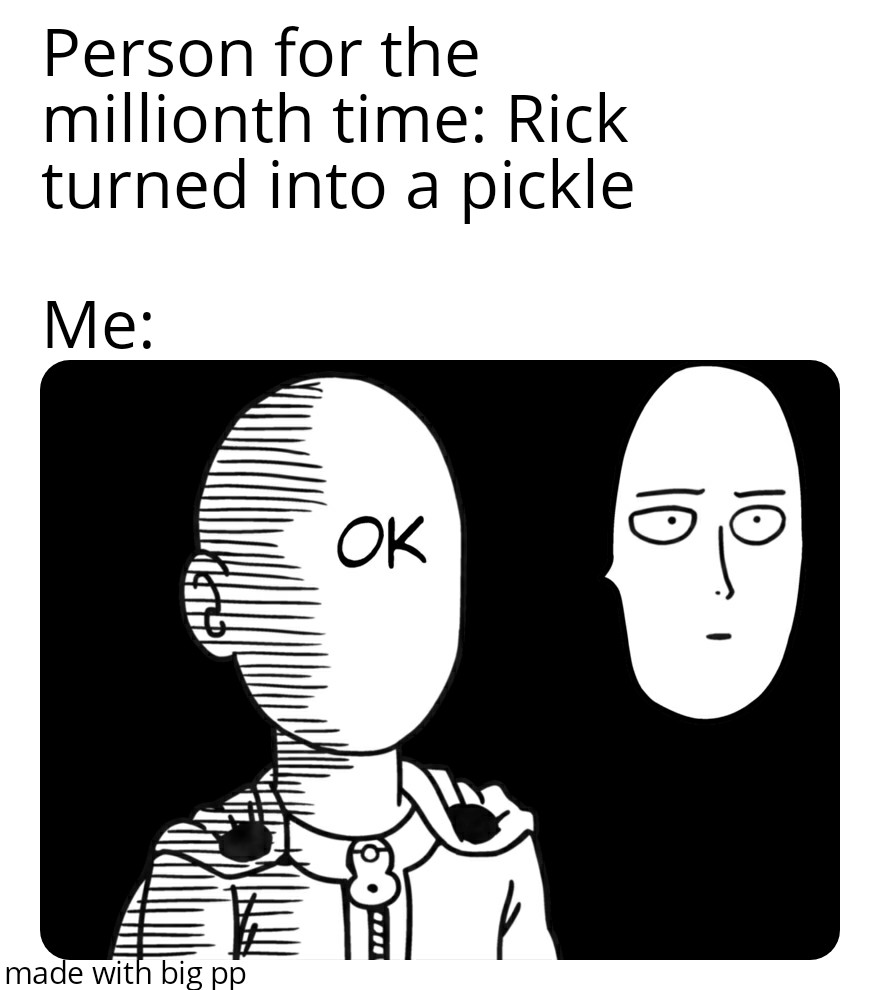 Person for the
millionth time: Rick
turned into a pickle
Me:
OK
made with big pp